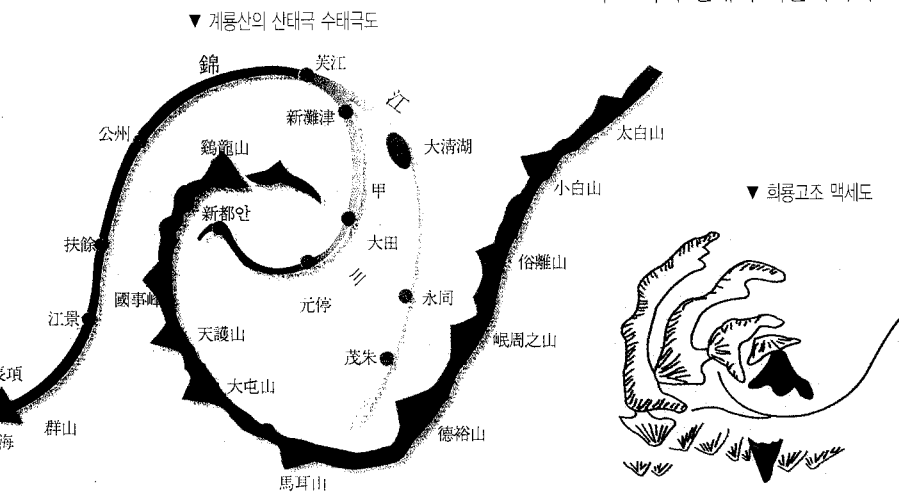 ▼ 계룡산의 산태극 수태극도
錦
芙江
江
新灘津
公州
鷄龍山
大淸湖
太白山
甲
小白山
▼ 회룡고조 맥세도
新都안
扶餘
大田
俗離山
國事峰
川
元停
永同
江景
天護山
岷周之山
茂朱
長項
大屯山
群山
海
德裕山
馬耳山